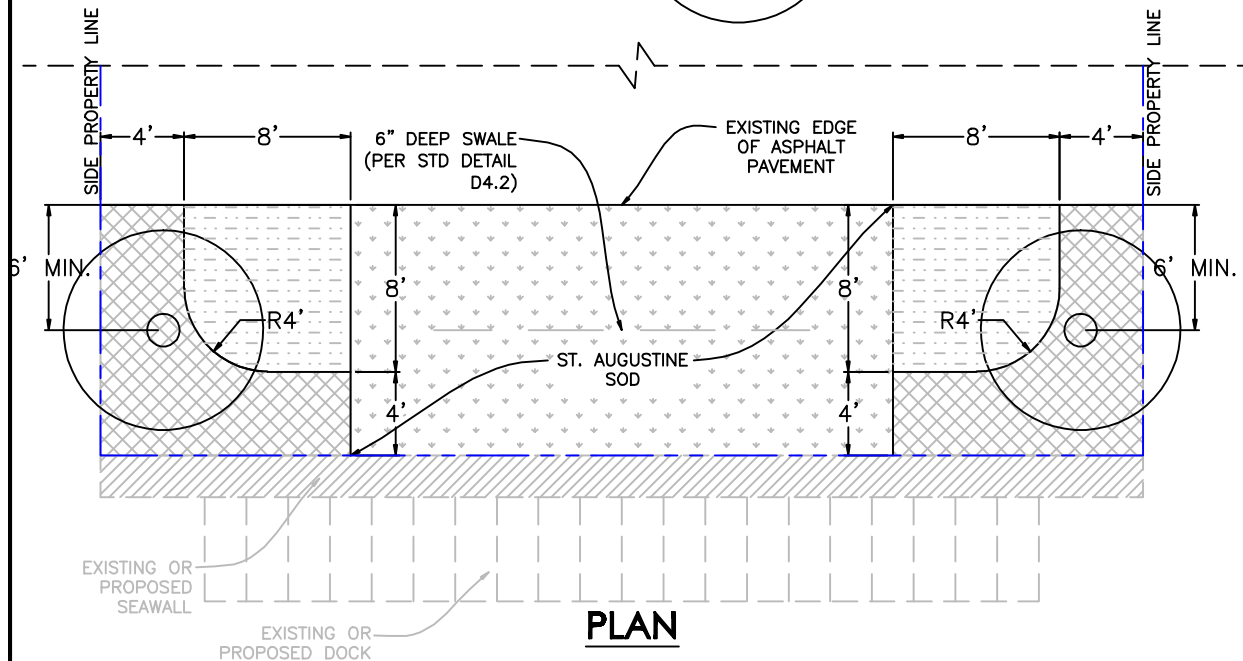 SIDE PROPERTY LINE
SIDE PROPERTY LINE
4'
8'
6" DEEP SWALE
(PER STD DETAIL
D4.2)
EXISTING EDGE
OF ASPHALT
PAVEMENT
8'
4'
6' MIN.
8'
8'
6' MIN.
R4'
R4'
ST. AUGUSTINE
SOD
4'
4'
EXISTING OR
PROPOSED
SEAWALL
EXISTING OR
PROPOSED DOCK
PLAN